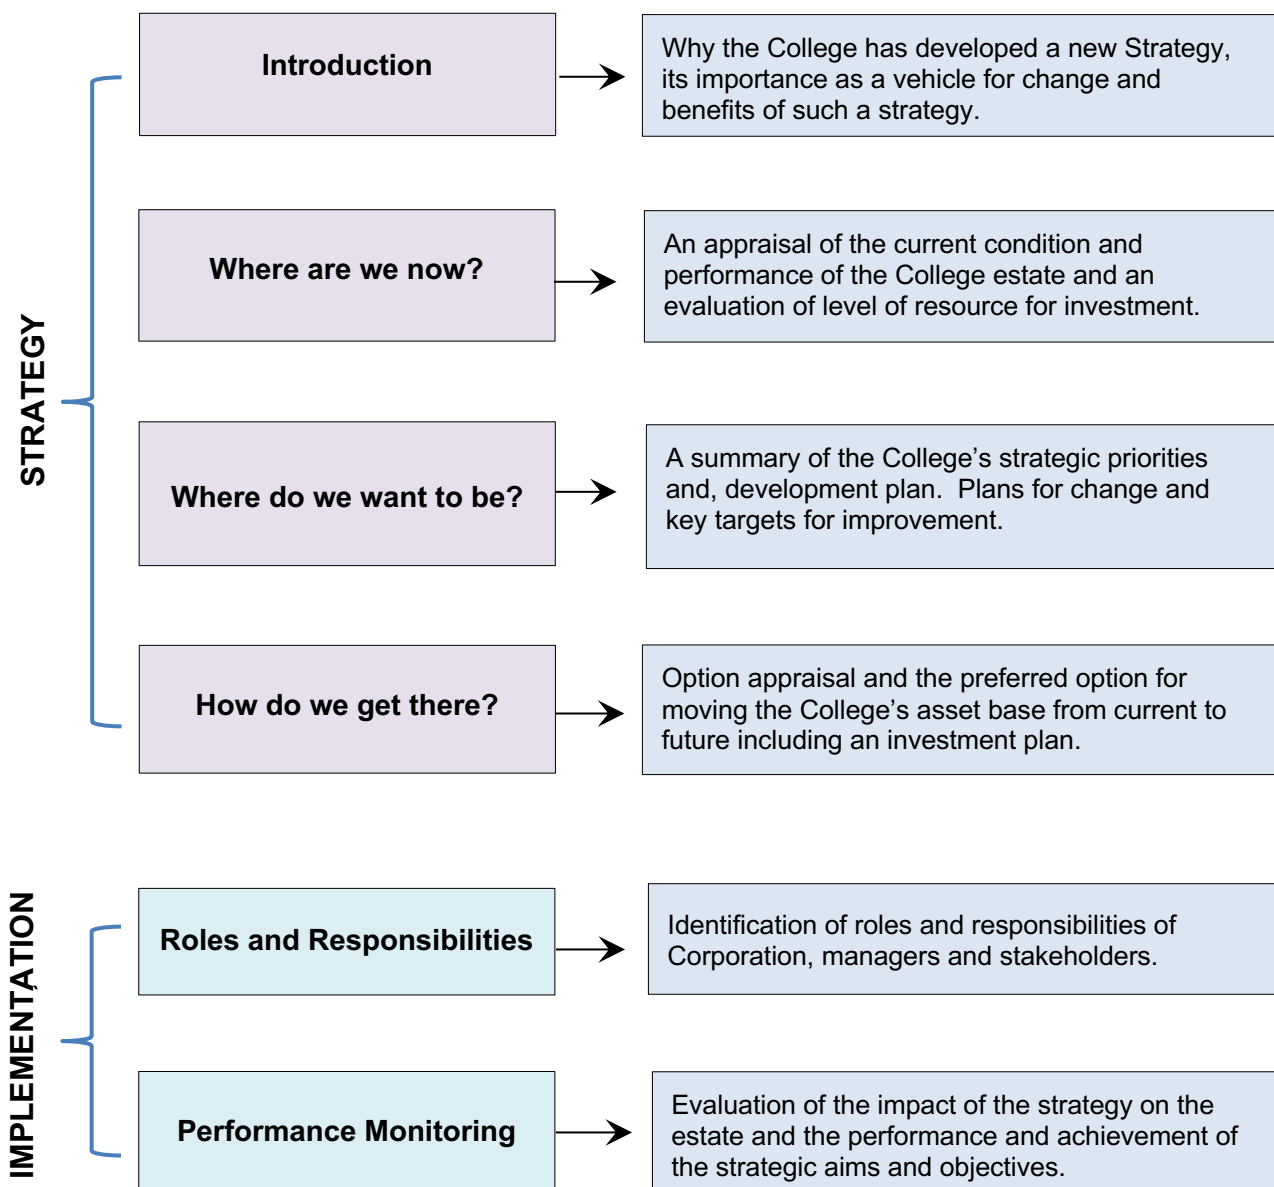 STRATEGY
Introduction
Why the College has developed a new Strategy,
its importance as a vehicle for change and
benefits of such a strategy.
Where are we now?
An appraisal of the current condition and
performance of the College estate and an
evaluation of level of resource for investment.
Where do we want to be?
A summary of the College’s strategic priorities
and, development plan.  Plans for change and
key targets for improvement.
How do we get there?
Option appraisal and the preferred option for
moving the College’s asset base from current to
future including an investment plan.
IMPLEMENTATION
Roles and Responsibilities
Identification of roles and responsibilities of
Corporation, managers and stakeholders.
Performance Monitoring
Evaluation of the impact of the strategy on the
estate and the performance and achievement of
the strategic aims and objectives.